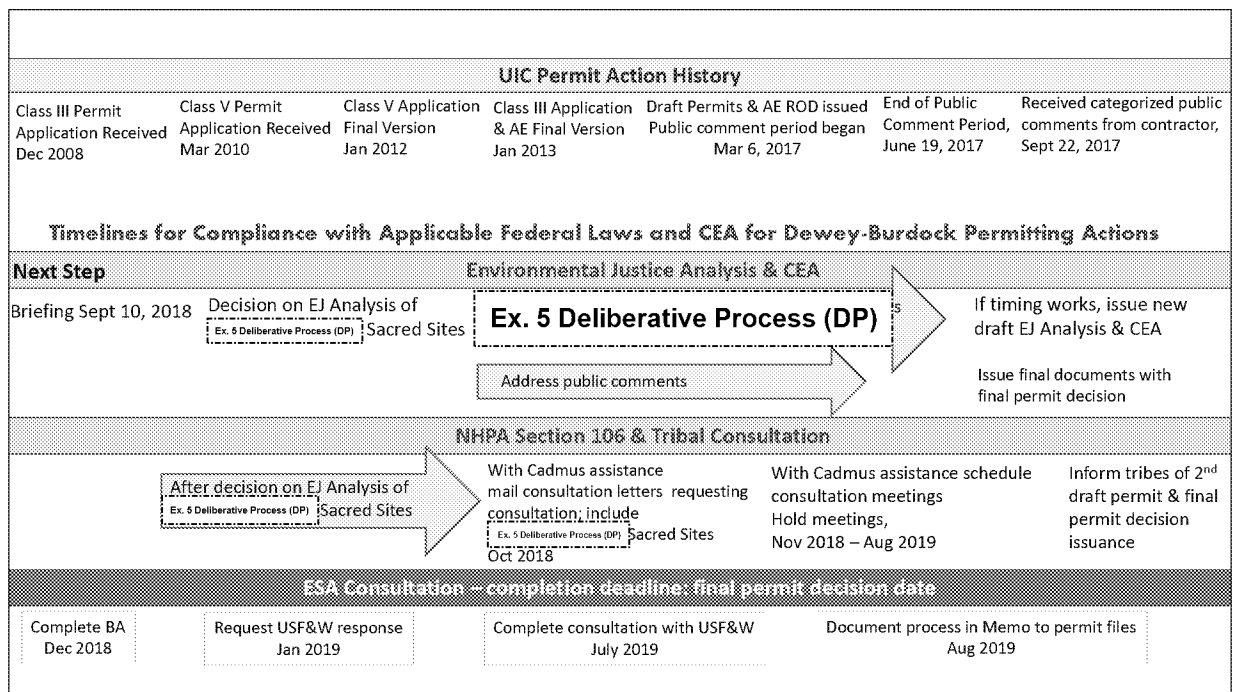 UIC Permit Action History
Class III Permit
Application Received
Dec 2008
Class V Permit
Application Received
Mar 2010
Class V Application
Final Version
Jan 2012
Class III Application
& AE Final Version
Jan 2013
Draft Permits & AE ROD issued
Public comment period began
Mar 6, 2017
End of Public
Comment Period,
June 19, 2017
Received categorized public
comments from contractor,
Sept 22, 2017
Timelines for Compliance with Applicable Federal Laws and CEA for Dewey-Burdock Permitting Actions
Next Step
Environmental Justice Analysis & CEA
Briefing Sept 10, 2018
Decision on EJ Analysis of
Ex. 5 Deliberative Process (DP) Sacred Sites
Ex. 5 Deliberative Process (DP) s
If timing works, issue new
draft EJ Analysis & CEA
Address public comments
Issue final documents with
final permit decision
NHPA Section 106 & Tribal Consultation
After decision on EJ Analysis of
Ex. 5 Deliberative Process (DP) Sacred Sites
With Cadmus assistance
mail consultation letters requesting
consultation; include
Ex. 5 Deliberative Process (DP) Sacred Sites
Oct 2018
With Cadmus assistance schedule
consultation meetings
Hold meetings,
Nov 2018 – Aug 2019
Inform tribes of 2nd
draft permit & final
permit decision
issuance
ESA Consultation – completion deadline: final permit decision date
Complete BA
Dec 2018
Request USF&W response
Jan 2019
Complete consultation with USF&W
July 2019
Document process in Memo to permit files
Aug 2019